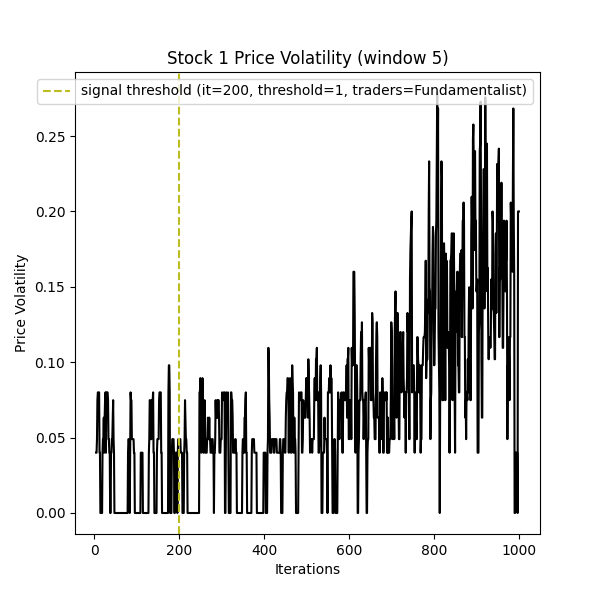 Stock 1 Price Volatility (window 5)
signal threshold (it=200, threshold=1, traders=Fundamentalist)
Price Volatility
0.25
0.20
0.15
0.10
0.05
0.00
0 200 400 600 800 1000
Iterations